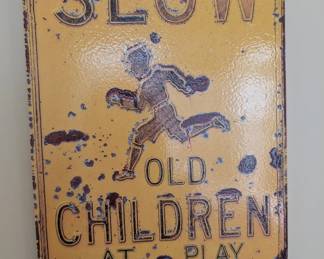 SLOW
OLD
CHILDREN
AT PLAY